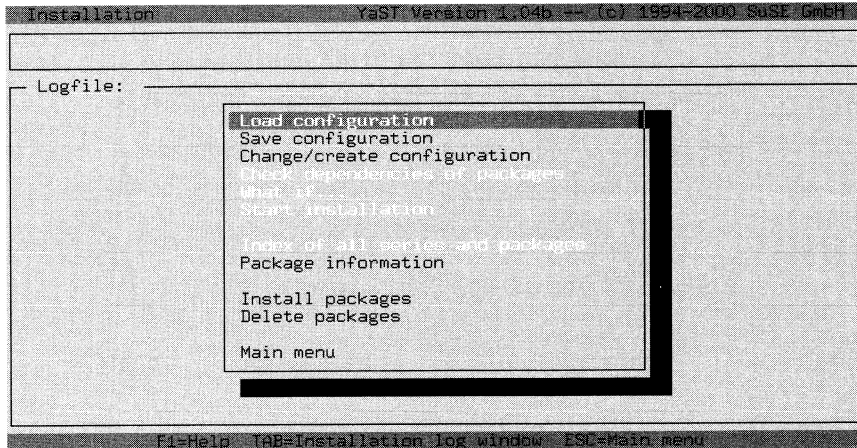 Installation YaST Version 1.04b -- (c) 1994-2000 SuSE GmbH
Logfile:
Load configuration
Save configuration
Change/create configuration
Check dependencies of packages
What if...
Start installation
Index of all series and packages
Package information
Install packages
Delete packages
Main menu
F1=Help TAB=Installation log window ESC=Main menu